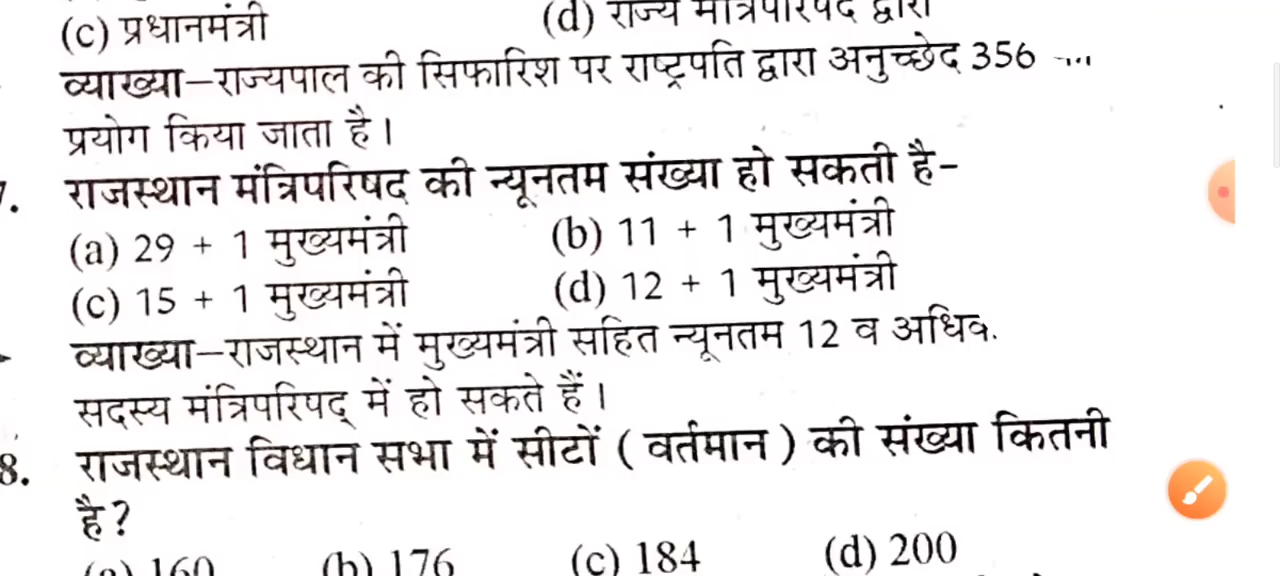 (c) प्रधानमंत्री (d) राज्य मंत्रिपरिषद द्वारा
व्याख्या–राज्यपाल की सिफारिश पर राष्ट्रपति द्वारा अनुच्छेद 356
प्रयोग किया जाता है।
7. राजस्थान मंत्रिपरिषद की न्यूनतम संख्या हो सकती है–
(a) 29 + 1 मुख्यमंत्री (b) 11 + 1 मुख्यमंत्री
(c) 15 + 1 मुख्यमंत्री (d) 12 + 1 मुख्यमंत्री
व्याख्या–राजस्थान में मुख्यमंत्री सहित न्यूनतम 12 व
सदस्य मंत्रिपरिषद् में हो सकते हैं।
8. राजस्थान विधान सभा में सीटों ( वर्तमान ) की संख्या कितनी
है?
(a) 160 (b) 176 (c) 184 (d) 200